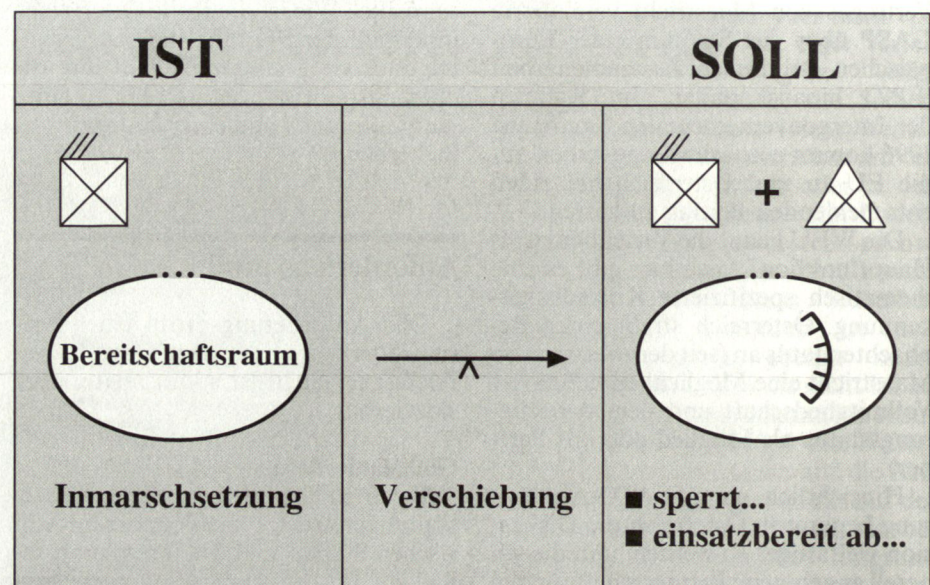 IST
SOLL
+
...
...
Bereitschaftsraum
Inmarschsetzung
Verschiebung
■ sperrt...
■ einsatzbereit ab...